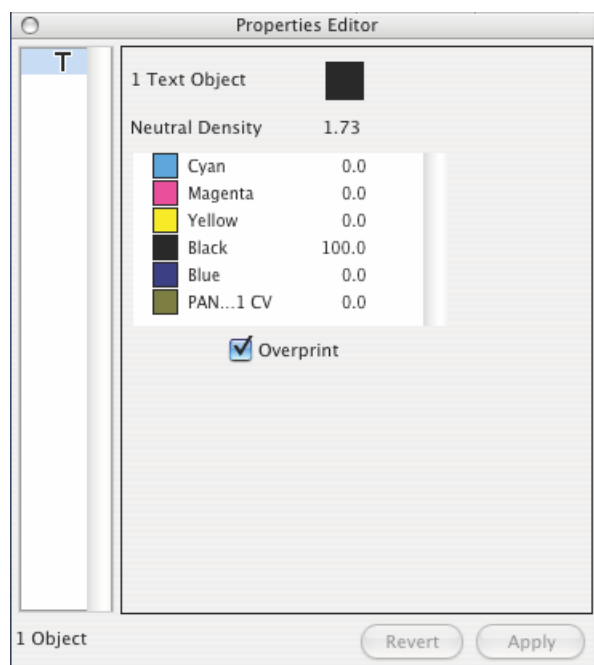 Properties Editor
T
1 Text Object
Neutral Density 1.73
Cyan 0.0
Magenta 0.0
Yellow 0.0
Black 100.0
Blue 0.0
PAN...1 CV 0.0
Overprint
1 Object
Revert Apply